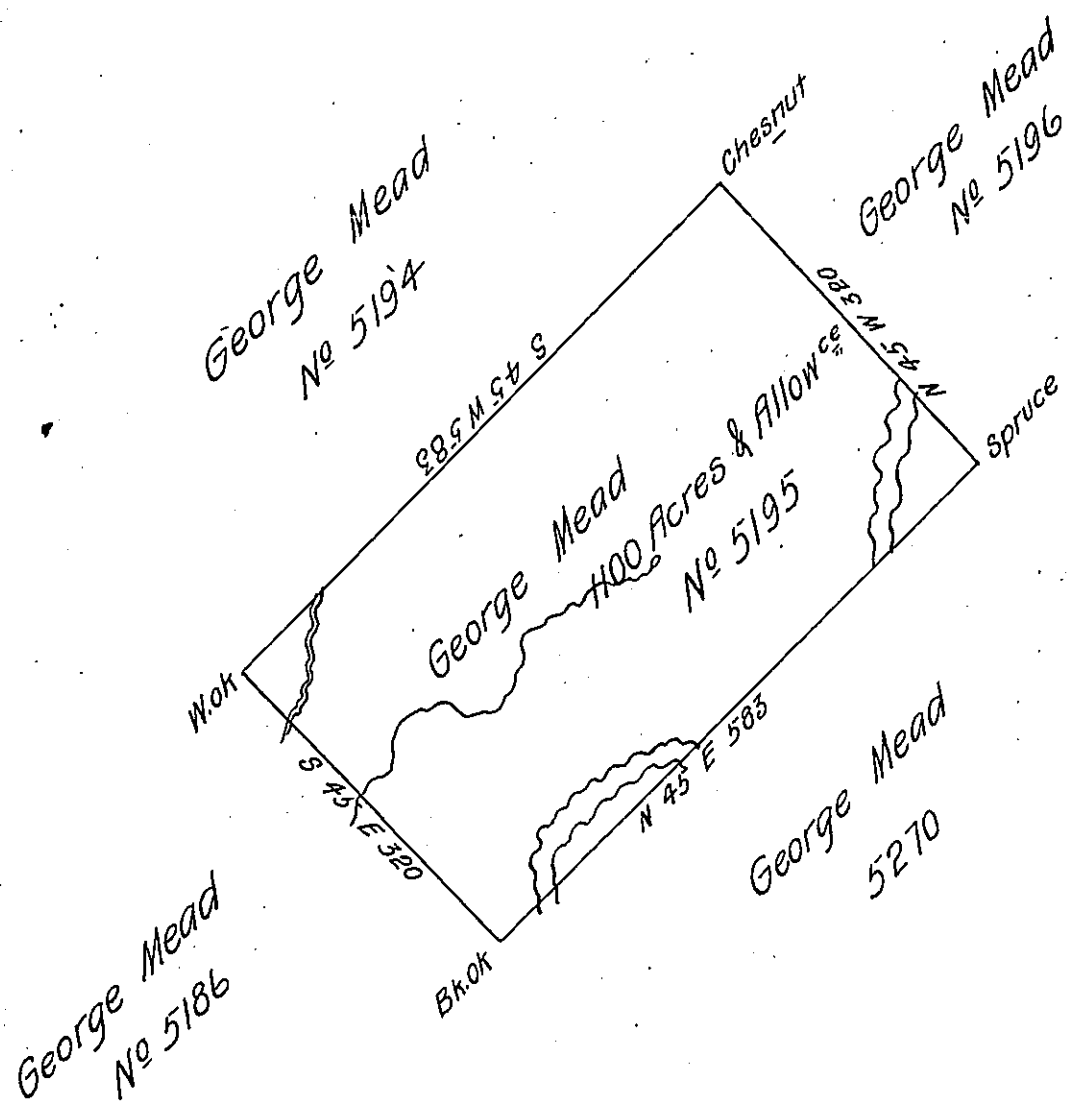 George Mead
Nº 5194
Chesnut
George Mead
Nº 5196
S 45 W 583
N 45 W 320
Spruce
George Mead
1100 Acres & Allowce
Nº 5195
W.ok
S 45 E 320
N 45 E 583
Bk.ok
George Mead
5270
George Mead
Nº 5186